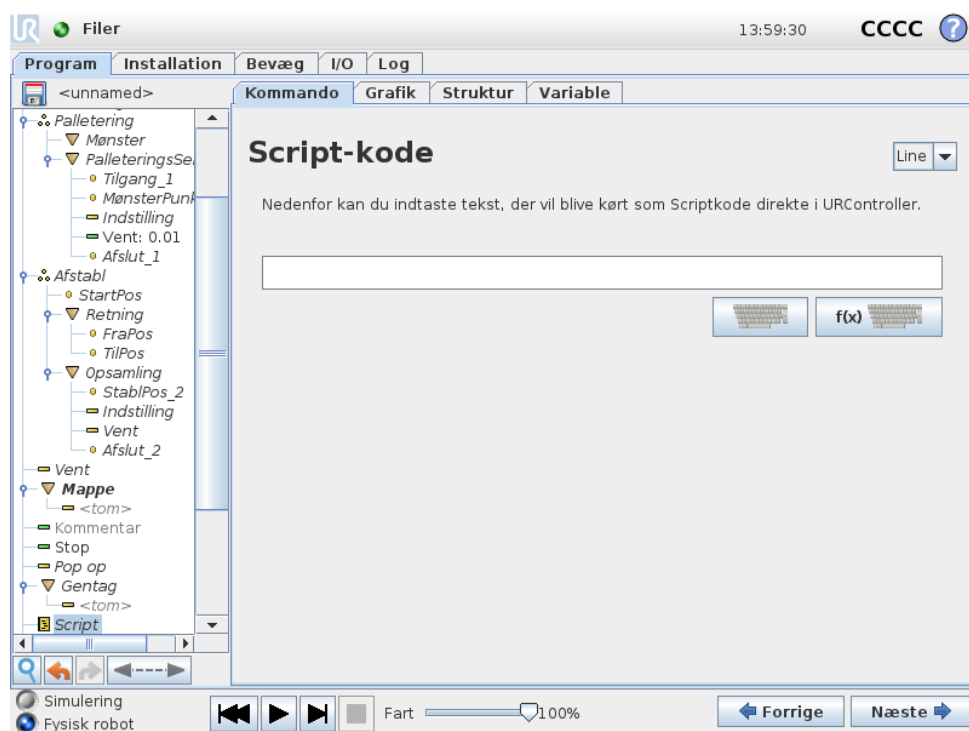 UR Filer 13:59:30 CCCC ?
Program Installation Bevæg I/O Log
<unnamed> Kommando Grafik Struktur Variable
Palletering
Mønster
PalleteringsSe
Tilgang_1
MønsterPunk
Indstilling
Vent: 0.01
Afslut_1
Afstabl
StartPos
Retning
FraPos
TilPos
Opsamling
StablPos_2
Indstilling
Vent
Afslut_2
Vent
Mappe
<tom>
Kommentar
Stop
Pop op
Gentag
<tom>
Script
Script-kode
Line
Nedenfor kan du indtaste tekst, der vil blive kørt som Scriptkode direkte i URController.
f(x)
Simulering
Fysisk robot
Fart 100%
Forrige Næste